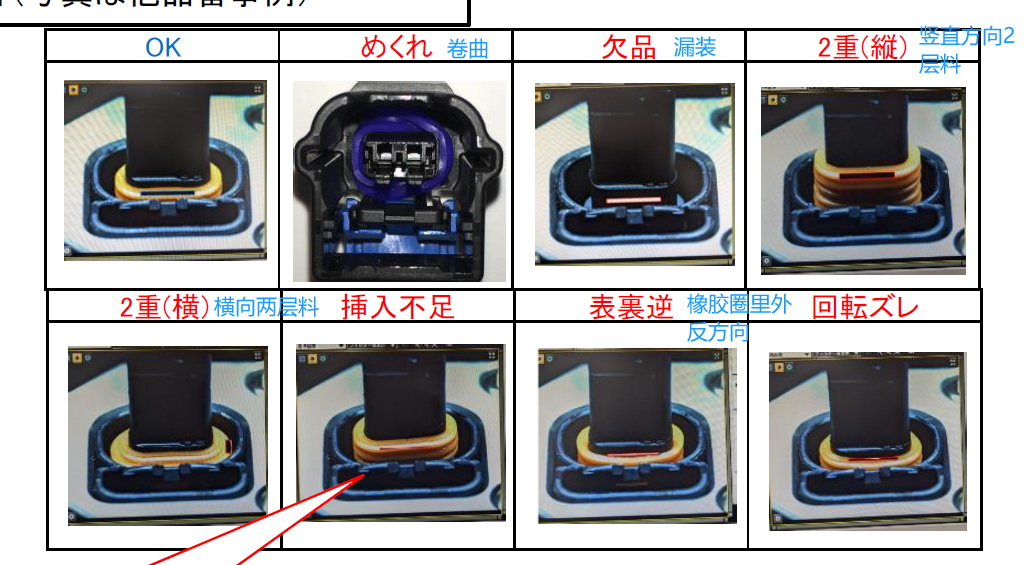 OK
めくれ 卷曲
欠品 漏装
2重(縦) 竖直方向2
层料
2重(横) 横向两层料
挿入不足
表裏逆 橡胶圈里外
反方向
回転ズレ